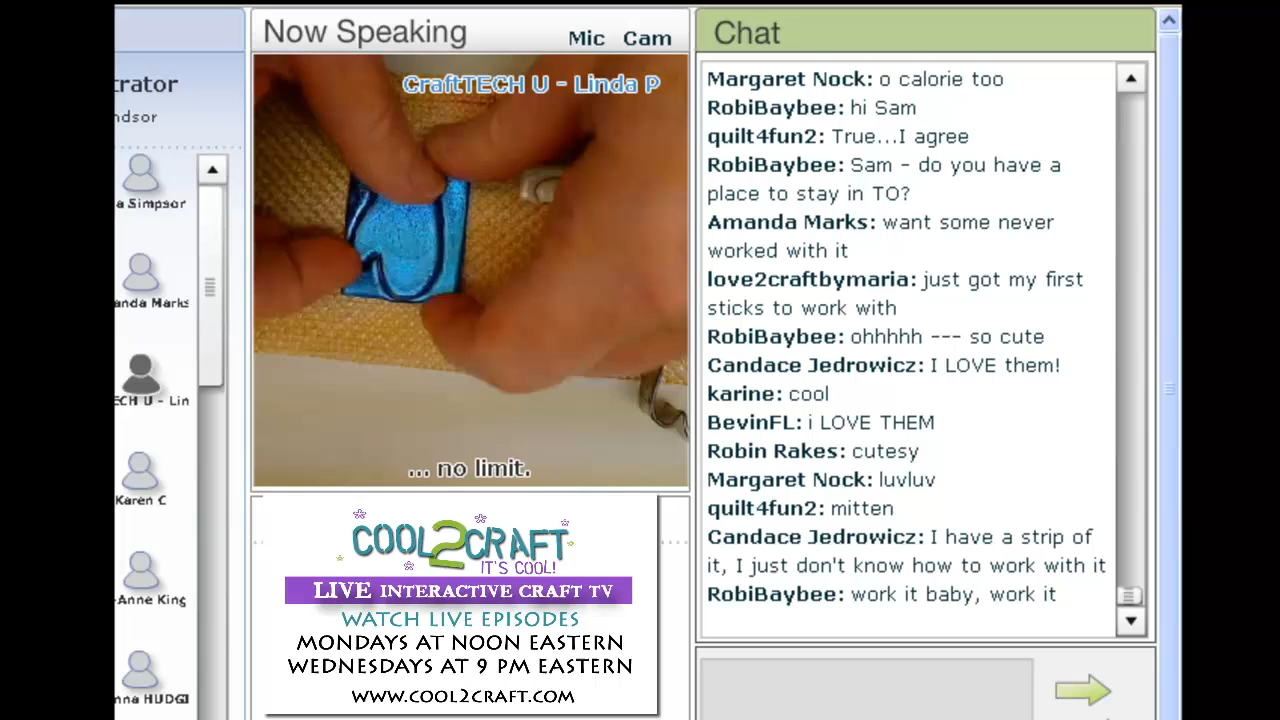 trator
ndsor
a Simpson
anda Marks
ECH U - Lin
Karen C
-Anne King
nna HUDGI
Now Speaking
Mic Cam
CraftTECH U - Linda P
... no limit.
COOL2CRAFT
IT'S COOL!
LIVE INTERACTIVE CRAFT TV
WATCH LIVE EPISODES
MONDAYS AT NOON EASTERN
WEDNESDAYS AT 9 PM EASTERN
WWW.COOL2CRAFT.COM
Chat
Margaret Nock: o calorie too
RobiBaybee: hi Sam
quilt4fun2: True...I agree
RobiBaybee: Sam - do you have a
place to stay in TO?
Amanda Marks: want some never
worked with it
love2craftbymaria: just got my first
sticks to work with
RobiBaybee: ohhhhh --- so cute
Candace Jedrowicz: I LOVE them!
karine: cool
BevinFL: i LOVE THEM
Robin Rakes: cutesy
Margaret Nock: luvluv
quilt4fun2: mitten
Candace Jedrowicz: I have a strip of
it, I just don't know how to work with it
RobiBaybee: work it baby, work it